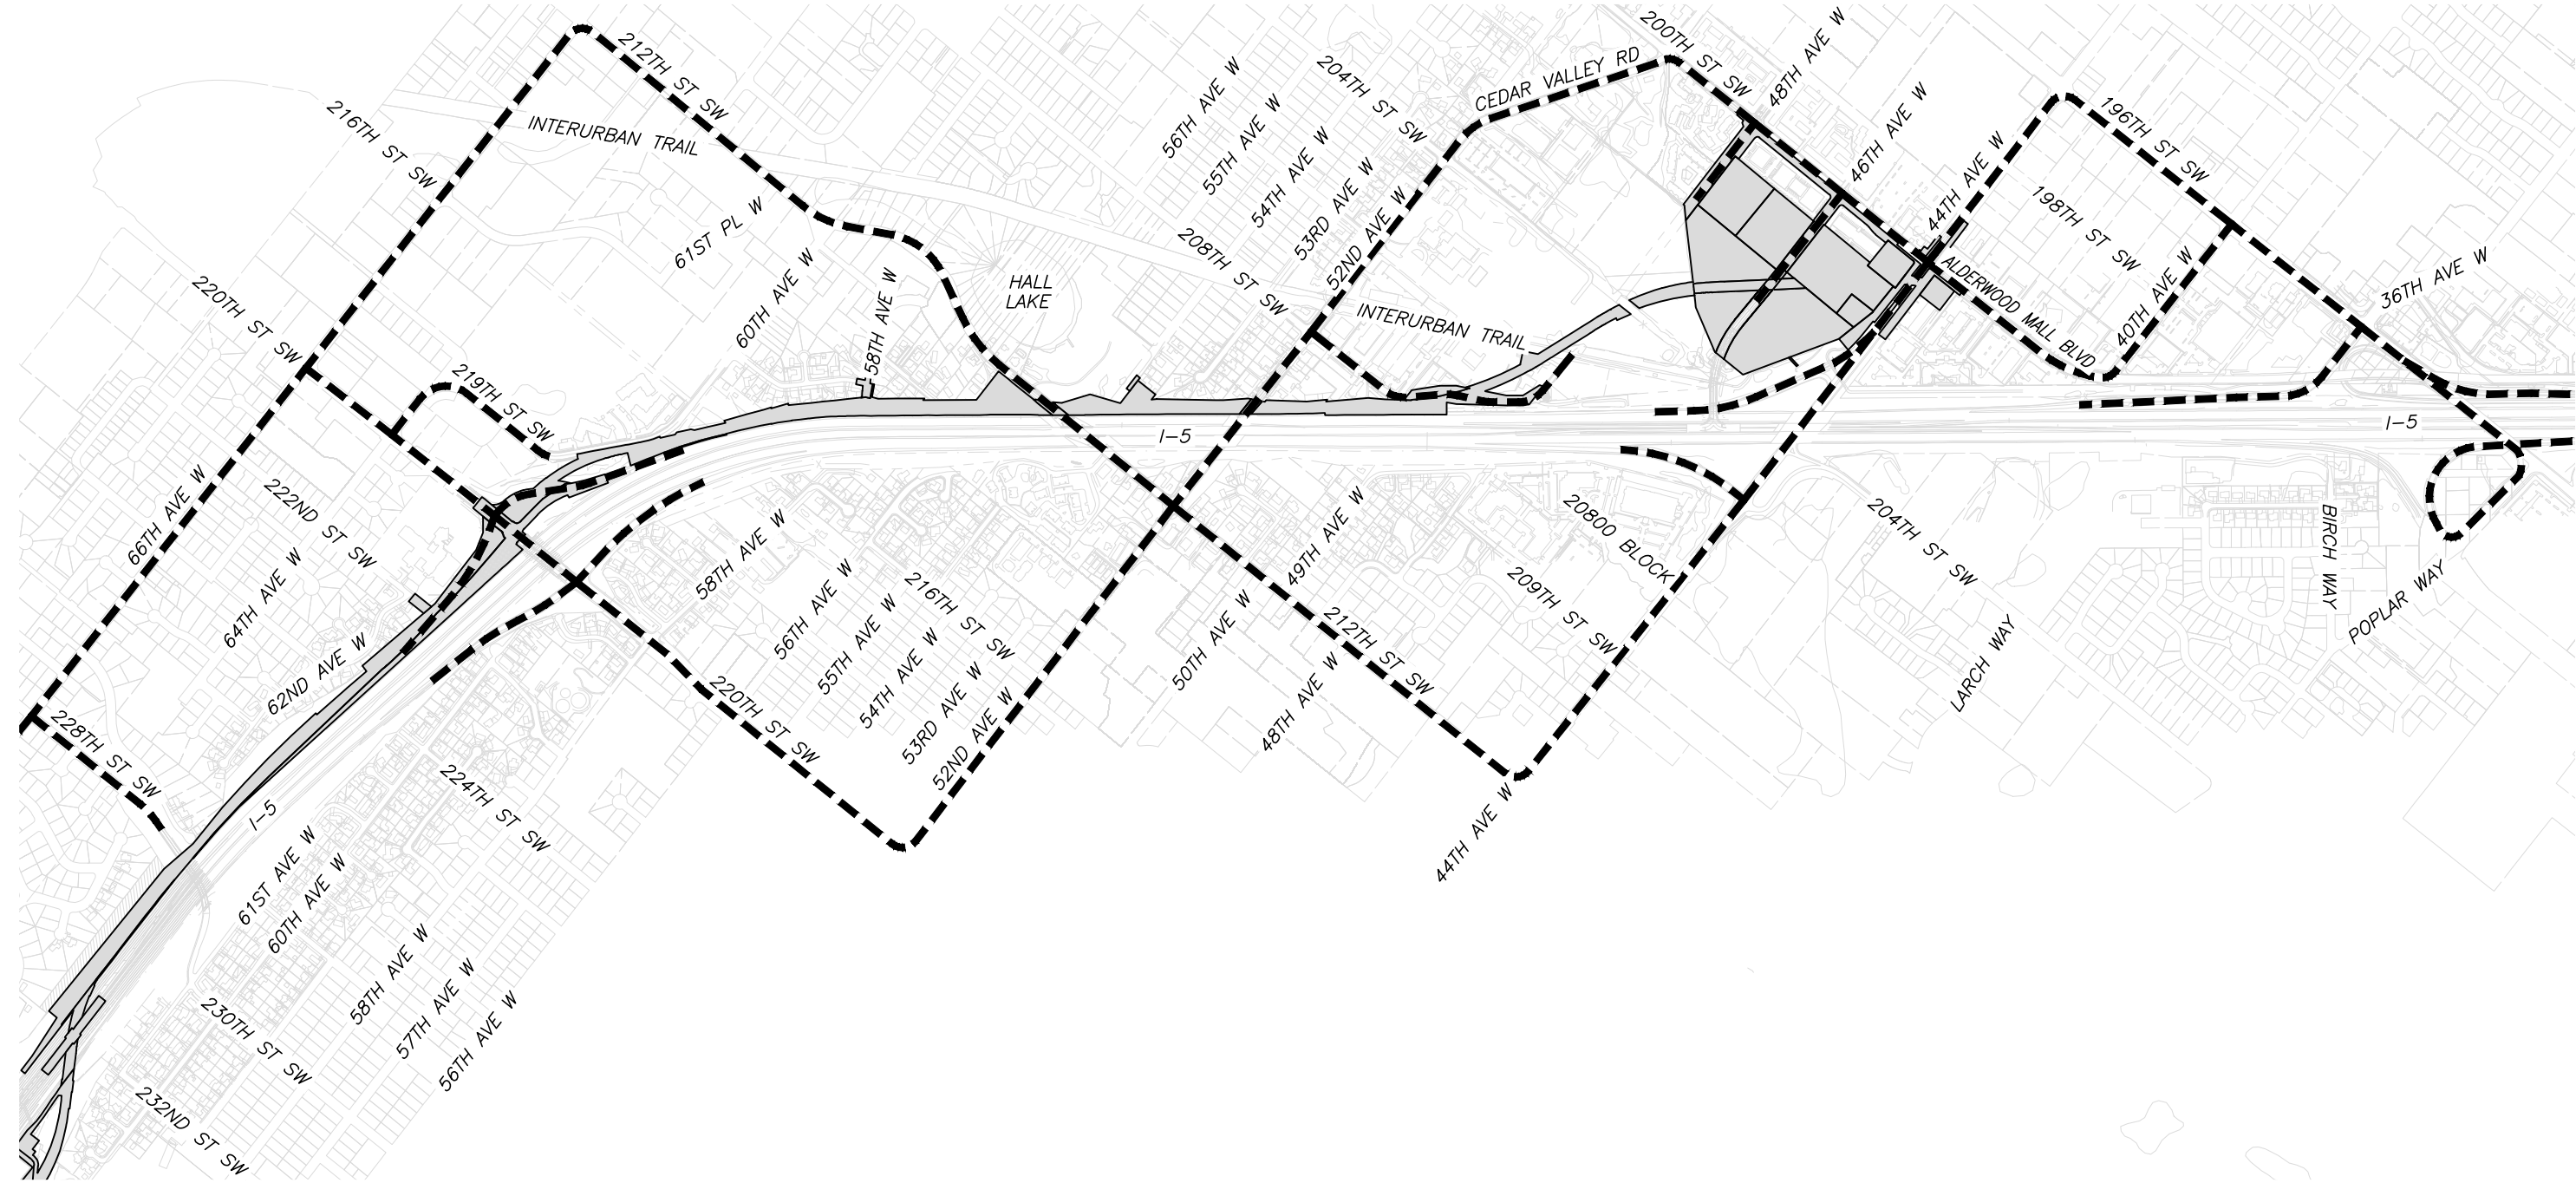 212TH ST SW
216TH ST SW
INTERURBAN TRAIL
61ST PL W
60TH AVE W
58TH AVE W
HALL
LAKE
220TH ST SW
219TH ST SW
66TH AVE W
222ND ST SW
64TH AVE W
62ND AVE W
228TH ST SW
I-5
224TH ST SW
61ST AVE W
60TH AVE W
58TH AVE W
57TH AVE W
56TH AVE W
230TH ST SW
232ND ST SW
56TH AVE W
55TH AVE W
54TH AVE W
53RD AVE W
52ND AVE W
204TH ST SW
208TH ST SW
INTERURBAN TRAIL
CEDAR VALLEY RD
200TH ST SW
48TH AVE W
46TH AVE W
44TH AVE W
ALDERWOOD MALL BLVD
196TH ST SW
198TH ST SW
40TH AVE W
36TH AVE W
I-5
I-5
58TH AVE W
56TH AVE W
55TH AVE W
54TH AVE W
53RD AVE W
52ND AVE W
216TH ST SW
220TH ST SW
50TH AVE W
49TH AVE W
48TH AVE W
212TH ST SW
20800 BLOCK
209TH ST SW
44TH AVE W
204TH ST SW
LARCH WAY
BIRCH WAY
POPLAR WAY